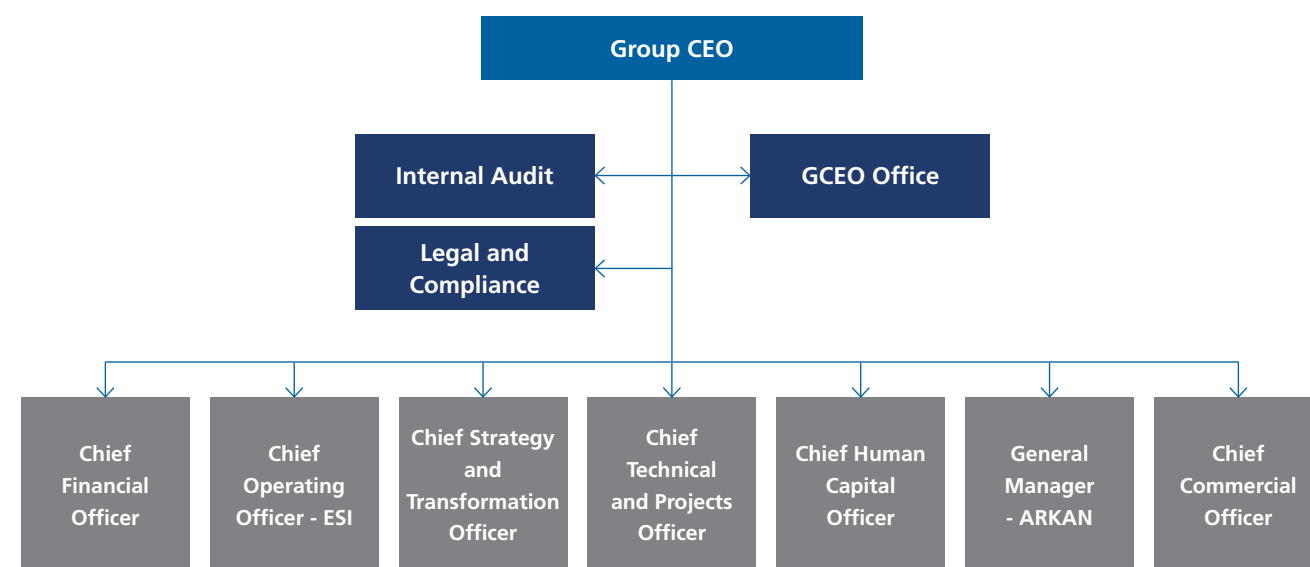 Group CEO
Internal Audit
GCEO Office
Legal and
Compliance
Chief
Financial
Officer
Chief
Operating
Officer - ESI
Chief Strategy
and
Transformation
Officer
Chief
Technical
and Projects
Officer
Chief Human
Capital
Officer
General
Manager
- ARKAN
Chief
Commercial
Officer